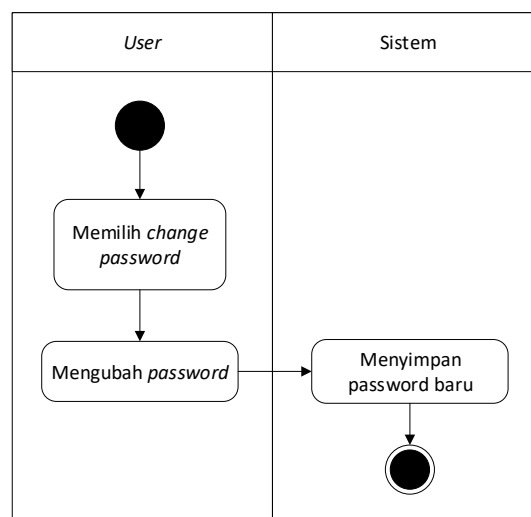 User
Sistem
Memilih change
password
Mengubah password
Menyimpan
password baru